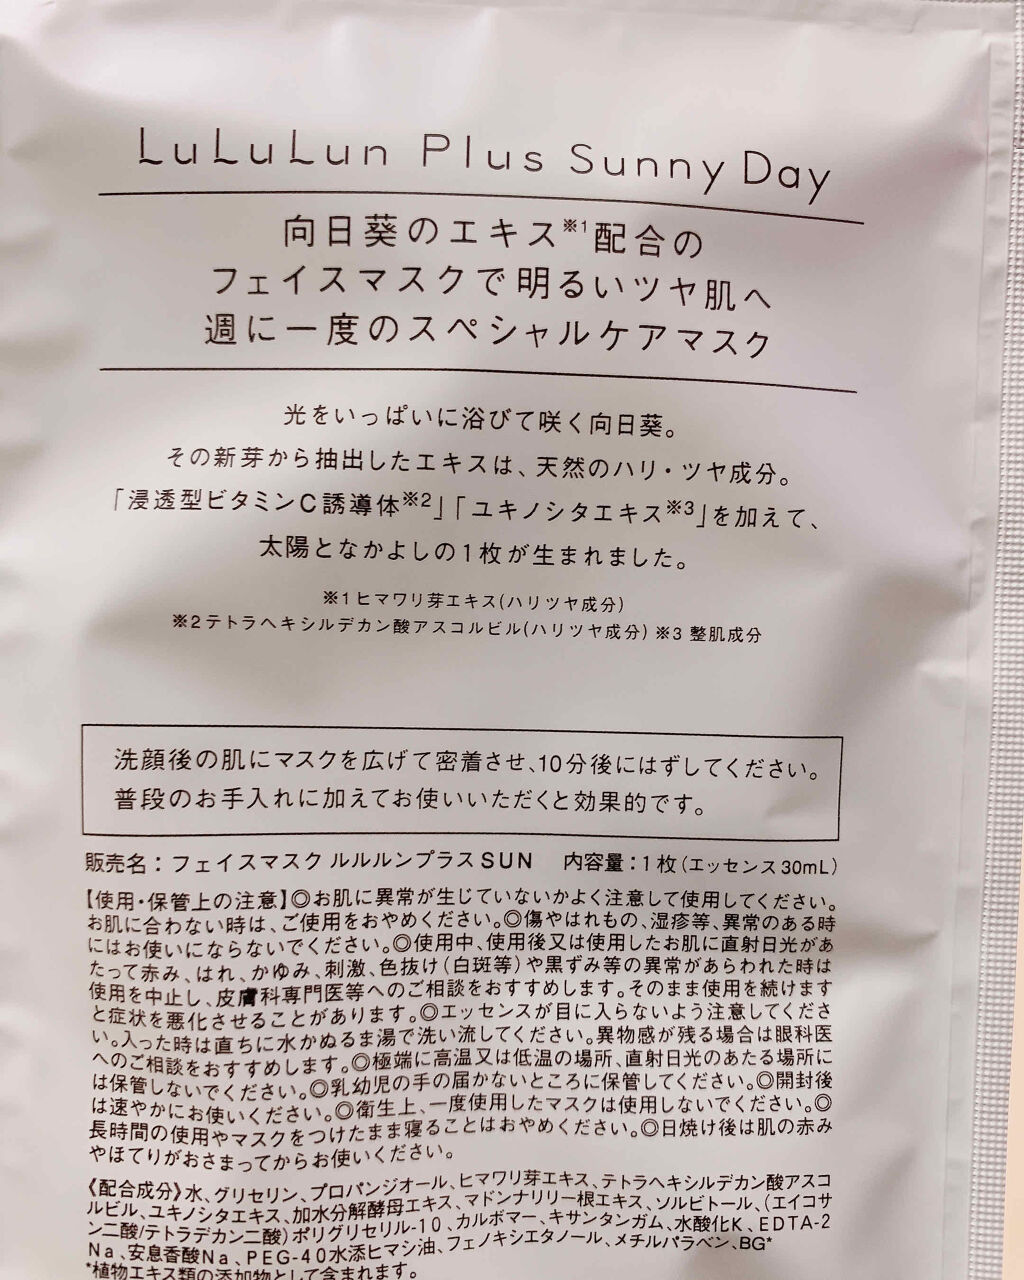 LuLuLun Plus Sunny Day
向日葵のエキス※1配合の
フェイスマスクで明るいツヤ肌へ
週に一度のスペシャルケアマスク
光をいっぱいに浴びて咲く向日葵。
その新芽から抽出したエキスは、天然のハリ・ツヤ成分。
「浸透型ビタミンC誘導体※2」「ユキノシタエキス※3」を加えて、
太陽となかよしの1枚が生まれました。
※1ヒマワリ芽エキス(ハリツヤ成分)
※2テトラヘキシルデカン酸アスコルビル(ハリツヤ成分) ※3 整肌成分
洗顔後の肌にマスクを広げて密着させ、10分後にはずしてください。
普段のお手入れに加えてお使いいただくと効果的です。
販売名：フェイスマスク ルルルンプラスSUN 内容量：1枚(エッセンス30mL)
【使用・保管上の注意】◎お肌に異常が生じていないかよく注意して使用してください。
お肌に合わない時は、ご使用をおやめください。◎傷やはれもの、湿疹等、異常のある時
にはお使いにならないでください。◎使用中、使用後又は使用したお肌に直射日光があ
たって赤み、はれ、かゆみ、刺激、色抜け(白斑等)や黒ずみ等の異常があらわれた時は
使用を中止し、皮膚科専門医等へのご相談をおすすめします。そのまま使用を続けます
と症状を悪化させることがあります。◎エッセンスが目に入らないよう注意してくださ
い。入った時は直ちに水かぬるま湯で洗い流してください。異物感が残る場合は眼科医
へのご相談をおすすめします。◎極端に高温又は低温の場所、直射日光のあたる場所に
は保管しないでください。◎乳幼児の手の届かないところに保管してください。◎開封後
は速やかにお使いください。◎衛生上、一度使用したマスクは使用しないでください。◎
長時間の使用やマスクをつけたまま寝ることはおやめください。◎日焼け後は肌の赤み
やほてりがおさまってからお使いください。
《配合成分》水、グリセリン、プロパンジオール、ヒマワリ芽エキス、テトラヘキシルデカン酸アスコ
ルビル、ユキノシタエキス、加水分解酵母エキス、マドンナリリー根エキス、ソルビトール、(エイコサ
ン二酸/テトラデカン二酸)ポリグリセリル-10、カルボマー、キサンタンガム、水酸化K、EDTA-2
Na、安息香酸Na、PEG-40水添ヒマシ油、フェノキシエタノール、メチルパラベン、BG*
*植物エキス類の添加物として含まれます。